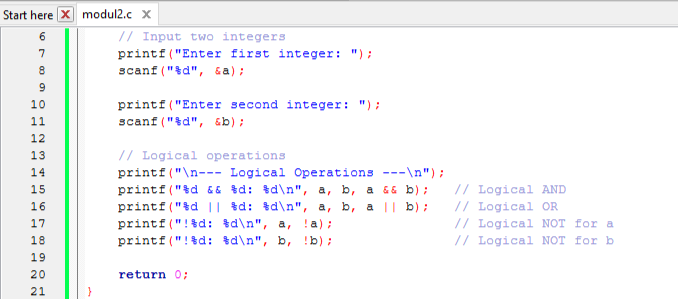 Start here modul2.c
6 // Input two integers
7 printf("Enter first integer: ");
8 scanf("%d", &a);
9
10 printf("Enter second integer: ");
11 scanf("%d", &b);
12
13 // Logical operations
14 printf("\n--- Logical Operations ---\n");
15 printf("%d && %d: %d\n", a, b, a && b); // Logical AND
16 printf("%d || %d: %d\n", a, b, a || b); // Logical OR
17 printf("!%d: %d\n", a, !a); // Logical NOT for a
18 printf("!%d: %d\n", b, !b); // Logical NOT for b
19
20 return 0;
21 }